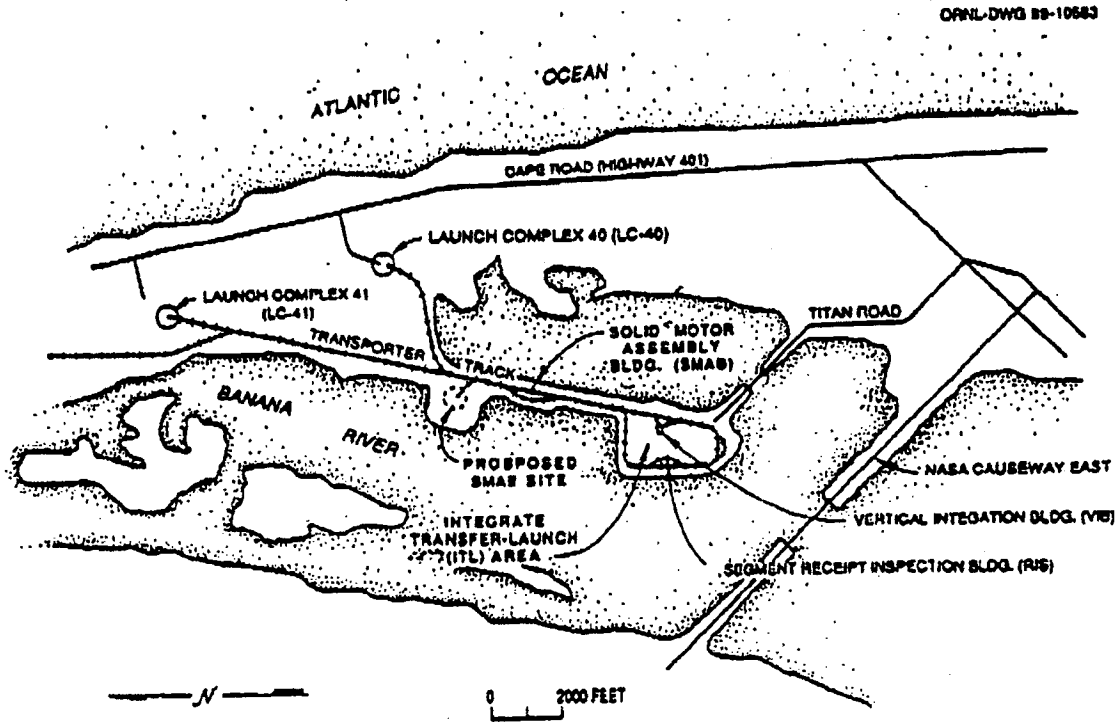 ORNL-DWG 89-10583
ATLANTIC OCEAN
CAPE ROAD (HIGHWAY 401)
LAUNCH COMPLEX 40 (LC-40)
LAUNCH COMPLEX 41
(LC-41)
TITAN ROAD
TRANSPORTER TRACK
SOLID MOTOR
ASSEMBLY
BLDG. (SMAB)
BANANA
RIVER
PROSPOSED
SMAB SITE
NASA CAUSEWAY EAST
INTEGRATE
TRANSFER-LAUNCH
(ITL) AREA
VERTICAL INTEGATION BLDG. (VIB)
SEGMENT RECEIPT INSPECTION BLDG. (RIS)
N
0 2000 FEET